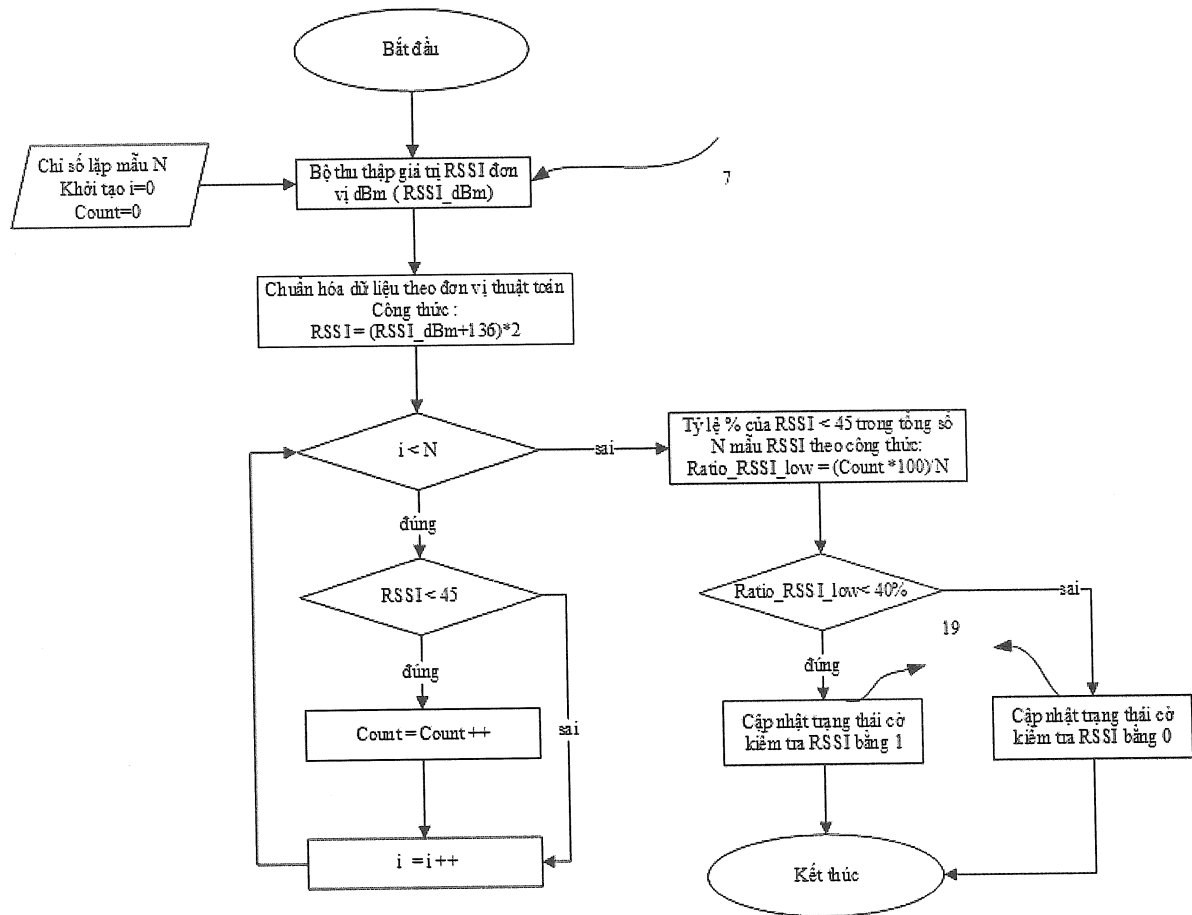 Bắt đầu
Chỉ số lặp mẫu N
Khởi tạo i=0
Count=0
Bộ thu thập giá trị RSSI đơn
vị dBm ( RSSI_dBm)
7
Chuẩn hóa dữ liệu theo đơn vị thuật toán
Công thức :
RSSI = (RSSI_dBm+136)*2
i < N
sai
Tỷ lệ % của RSSI < 45 trong tổng số
N mẫu RSSI theo công thức:
Ratio_RSSI_low = (Count *100)/N
đúng
RSSI < 45
Ratio_RSSI_low< 40%
sai
19
đúng
đúng
Count = Count ++
sai
Cập nhật trạng thái cờ
kiểm tra RSSI bằng 1
Cập nhật trạng thái cờ
kiểm tra RSSI bằng 0
i = i ++
Kết thúc